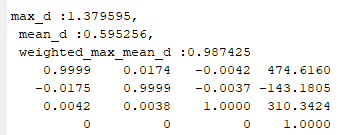 max_d :1.379595,
mean_d :0.595256,
weighted_max_mean_d :0.987425
0.9999 0.0174 -0.0042 474.6160
-0.0175 0.9999 -0.0037 -143.1805
0.0042 0.0038 1.0000 310.3424
0 0 0 1.0000